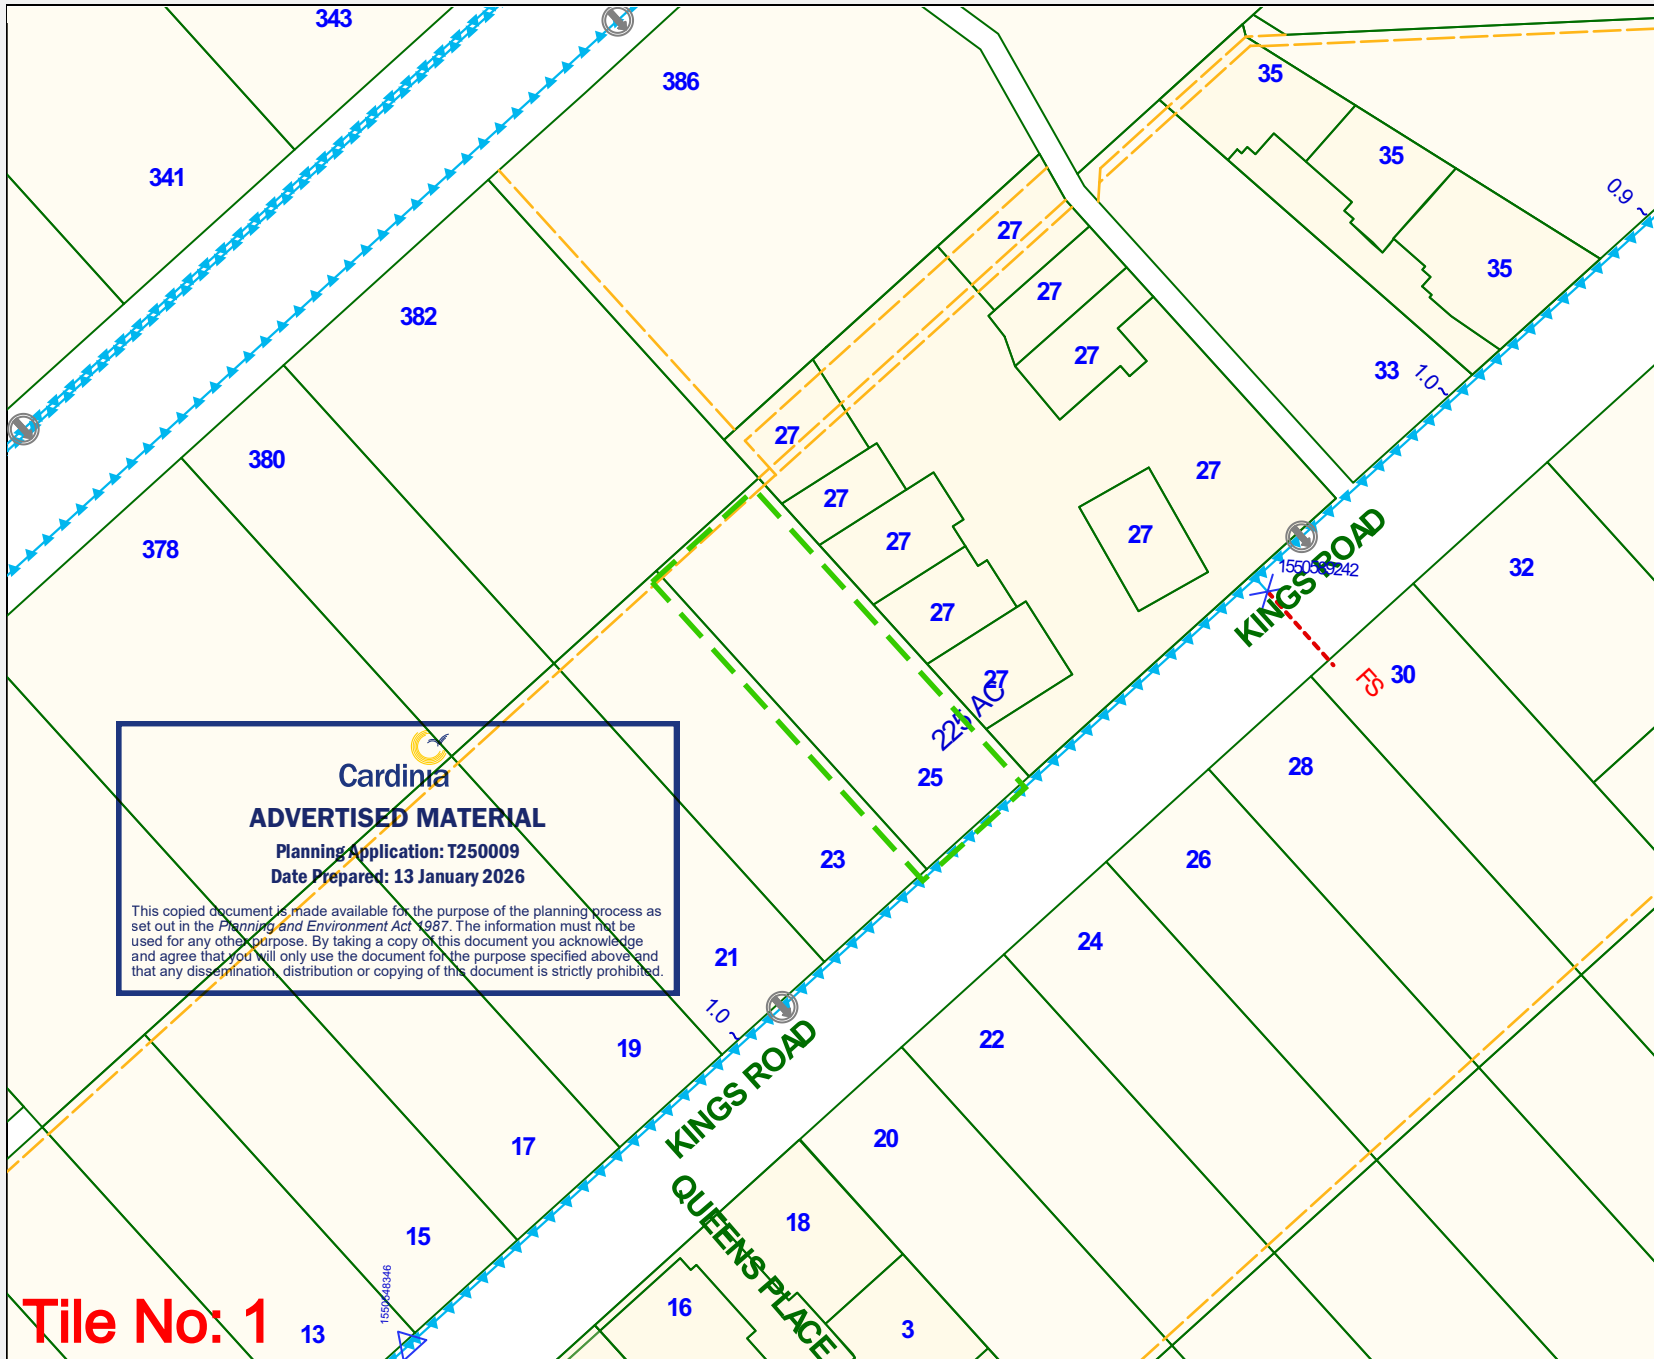 343
386
35
341
35
0.9 ~
27
35
27
382
27
33
1.0~
27
380
27
27
378
27
27
KINGS ROAD
1550589242
32
27
30
FS
27
225 AC
28
25
23
26
Cardinia
ADVERTISED MATERIAL
Planning Application: T250009
Date Prepared: 13 January 2026
This copied document is made available for the purpose of the planning process as
set out in the Planning and Environment Act 1987. The information must not be
used for any other purpose. By taking a copy of this document you acknowledge
and agree that you will only use the document for the purpose specified above and
that any dissemination, distribution or copying of this document is strictly prohibited.
24
21
1.0 ~
22
19
KINGS ROAD
17
20
QUEENS PLACE
18
15
1550548346
16
3
13
Tile No: 1